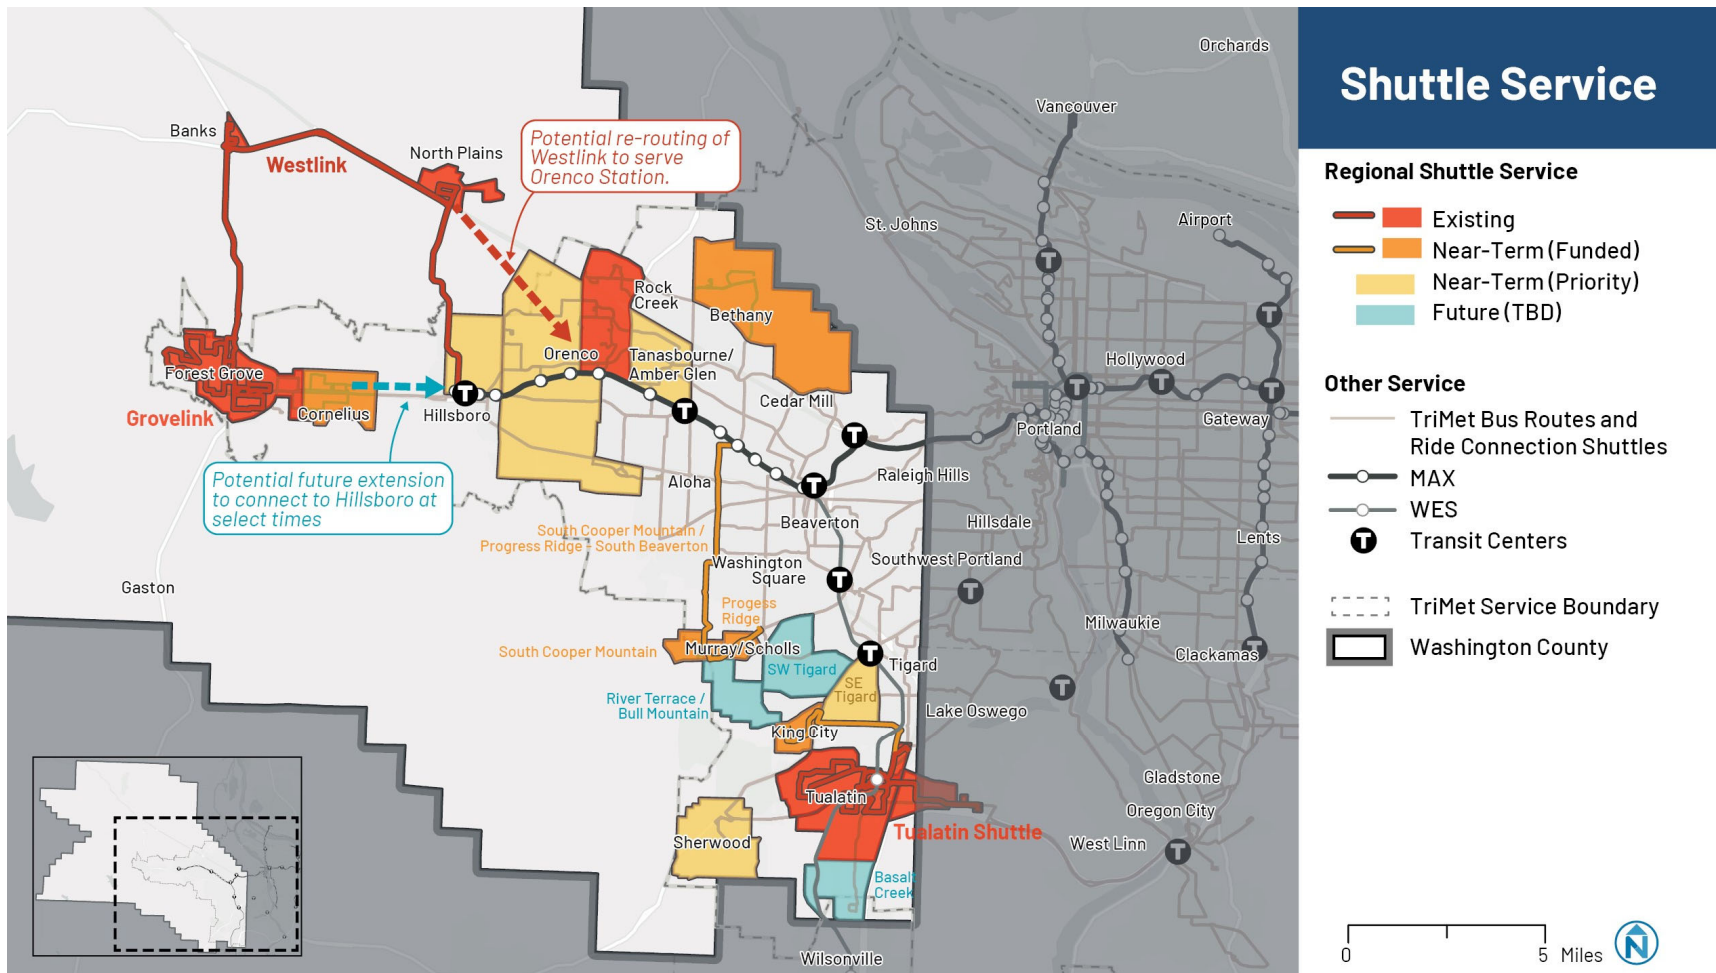 Shuttle Service
Regional Shuttle Service
Existing
Near-Term (Funded)
Near-Term (Priority)
Future (TBD)
Other Service
TriMet Bus Routes and
Ride Connection Shuttles
MAX
WES
T
Transit Centers
TriMet Service Boundary
Washington County
0
5
Miles
N
Orchards
Vancouver
Banks
Westlink
North Plains
Potential re-routing of
Westlink to serve
Orenco Station.
St. Johns
Airport
T
T
Rock
Creek
Bethany
Orenco
Tanasbourne/
Amber Glen
Hollywood
Forest Grove
Grovelink
Cornelius
T
Hillsboro
T
Cedar Mill
T
T
T
Gateway
Portland
T
Potential future extension
to connect to Hillsboro at
select times
Aloha
T
Raleigh Hills
Beaverton
Hillsdale
Lents
South Cooper Mountain /
Progress Ridge - South Beaverton
Washington
Square
T
Southwest Portland
T
Gaston
Progess
Ridge
Milwaukie
South Cooper Mountain
Murray/Scholls
T
Tigard
Clackamas
T
SW Tigard
SE
Tigard
T
River Terrace /
Bull Mountain
Lake Oswego
King City
Gladstone
Tualatin
Oregon City
Tualatin Shuttle
Sherwood
West Linn
T
Basalt
Creek
Wilsonville